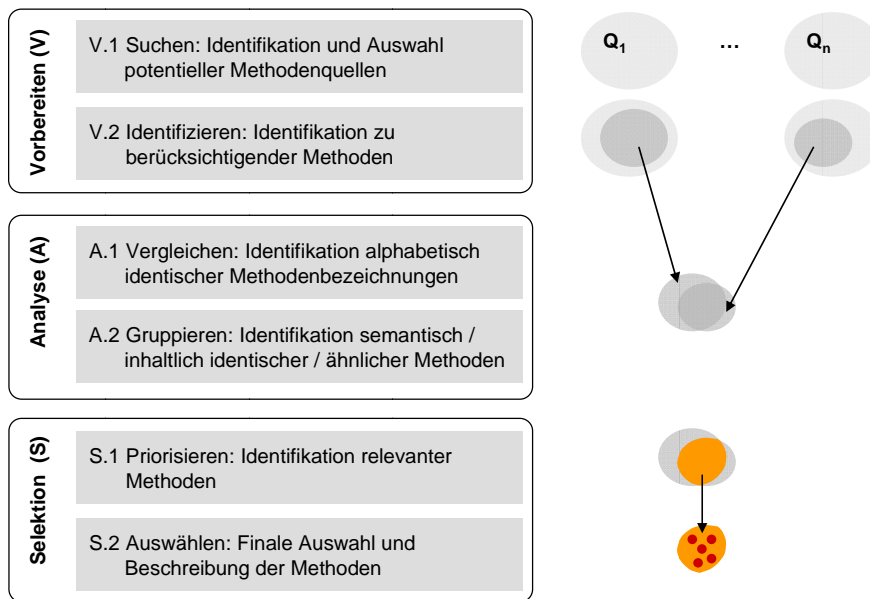 Vorbereiten (V)
V.1 Suchen: Identifikation und Auswahl
potentieller Methodenquellen
V.2 Identifizieren: Identifikation zu
berücksichtigender Methoden
Q1 ... Qn
Analyse (A)
A.1 Vergleichen: Identifikation alphabetisch
identischer Methodenbezeichnungen
A.2 Gruppieren: Identifikation semantisch /
inhaltlich identischer / ähnlicher Methoden
Selektion (S)
S.1 Priorisieren: Identifikation relevanter
Methoden
S.2 Auswählen: Finale Auswahl und
Beschreibung der Methoden